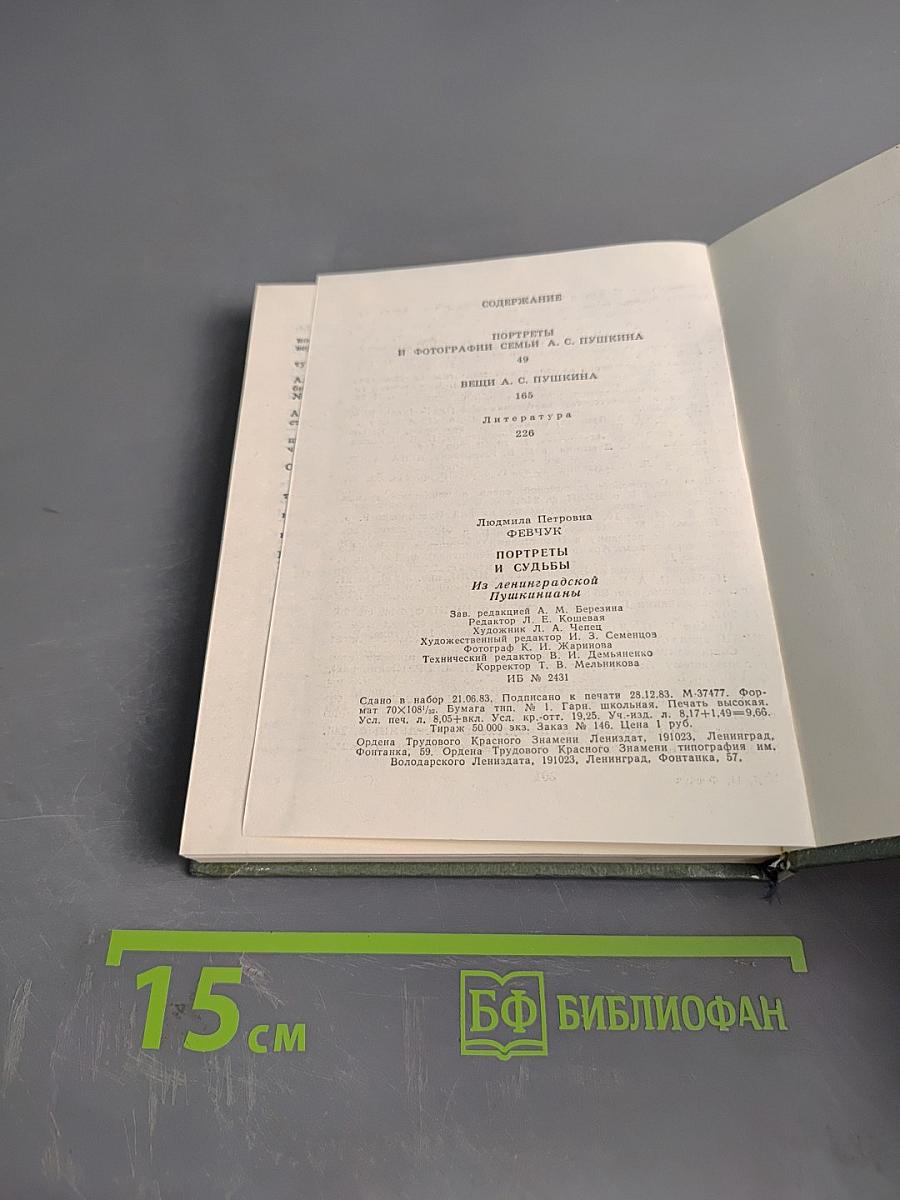 СОДЕРЖАНИЕ
ПОРТРЕТЫ
И ФОТОГРАФИИ СЕМЬИ А. С. ПУШКИНА
49
ВЕЩИ А. С. ПУШКИНА
165
Литература
226
Людмила Петровна
ФЕВЧУК
ПОРТРЕТЫ
И СУДЬБЫ
Из ленинградской
Пушкинианы
Зав. редакцией А. М. Березина
Редактор Л. Е. Кошевая
Художник Л. А. Чепец
Художественный редактор И. З. Семенцов
Фотограф К. И. Жаринова
Технический редактор В. И. Демьяненко
Корректор Т. В. Мельникова
ИБ № 2431
Сдано в набор 21.06.83. Подписано к печати 28.12.83. М-37477. Фор-
мат 70×108¹/₃₂. Бумага тип. № 1. Гарн. школьная. Печать высокая.
Усл. печ. л. 8,05+вкл. Усл. кр.-отт. 19,25. Уч.-изд. л. 8,17+1,49=9,66.
Тираж 50 000 экз. Заказ № 146. Цена 1 руб.
Ордена Трудового Красного Знамени Лениздат, 191023, Ленинград,
Фонтанка, 59. Ордена Трудового Красного Знамени типография им.
Володарского Лениздата, 191023, Ленинград, Фонтанка, 57.
15 см
БФ БИБЛИОФАН